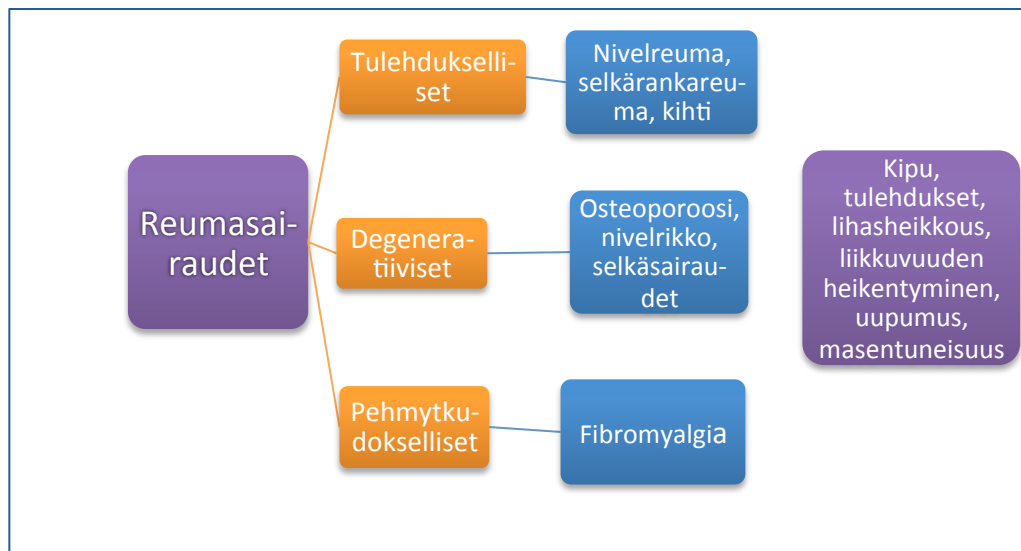 Reumasai-
raudet
Tulehdukselli-
set
Nivelreuma,
selkärankareu-
ma, kihti
Degenera-
tiiviset
Osteoporoosi,
nivelrikko,
selkäsairau-
det
Pehmytku-
dokselliset
Fibromyalgia
Kipu,
tulehdukset,
lihasheikkous,
liikkuvuuden
heikentyminen,
uupumus,
masentuneisuus